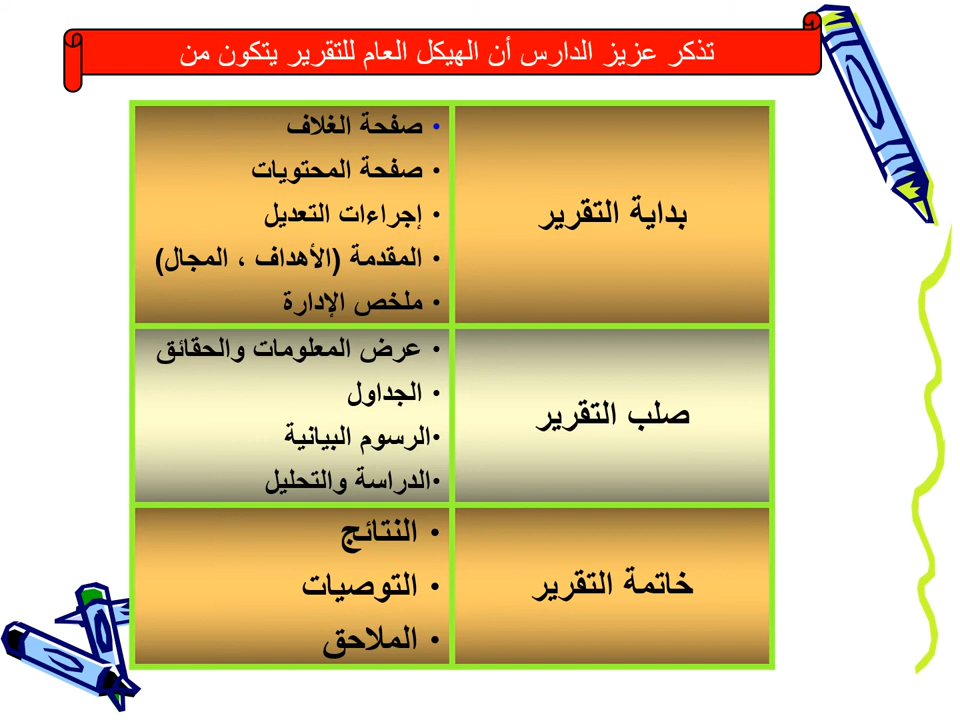 تذكر عزيز الدارس أن الهيكل العام للتقرير يتكون من
بداية التقرير
• صفحة الغلاف
• صفحة المحتويات
• إجراءات التعديل
• المقدمة (الأهداف ، المجال)
• ملخص الإدارة
صلب التقرير
• عرض المعلومات والحقائق
• الجداول
•الرسوم البيانية
•الدراسة والتحليل
خاتمة التقرير
• النتائج
• التوصيات
• الملاحق